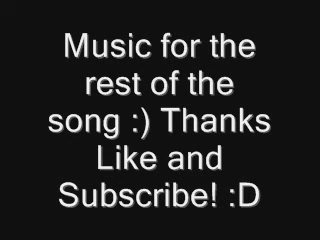 Music for the
rest of the
song :) Thanks
Like and
Subscribe! :D